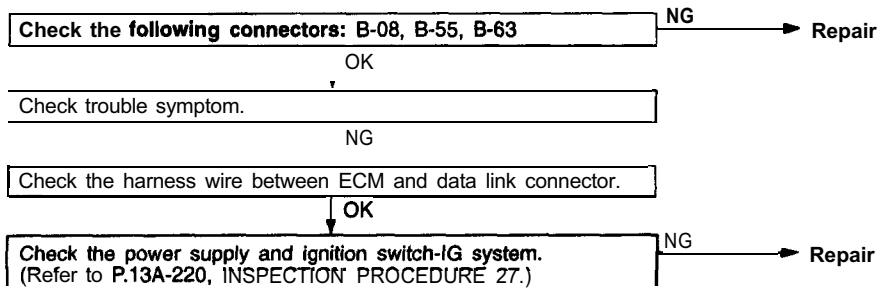 Check the following connectors: B-08, B-55, B-63
NG
Repair
OK
Check trouble symptom.
NG
Check the harness wire between ECM and data link connector.
OK
Check the power supply and ignition switch-IG system.
(Refer to P.13A-220, INSPECTION PROCEDURE 27.)
NG
Repair